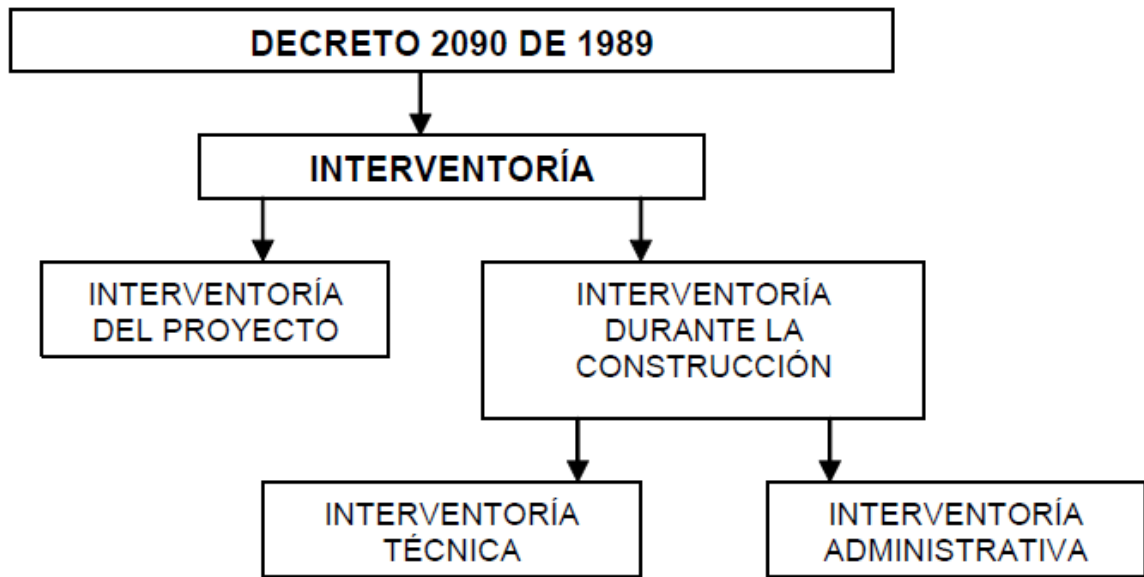 DECRETO 2090 DE 1989
INTERVENTORÍA
INTERVENTORÍA
DEL PROYECTO
INTERVENTORÍA
DURANTE LA
CONSTRUCCIÓN
INTERVENTORÍA
TÉCNICA
INTERVENTORÍA
ADMINISTRATIVA